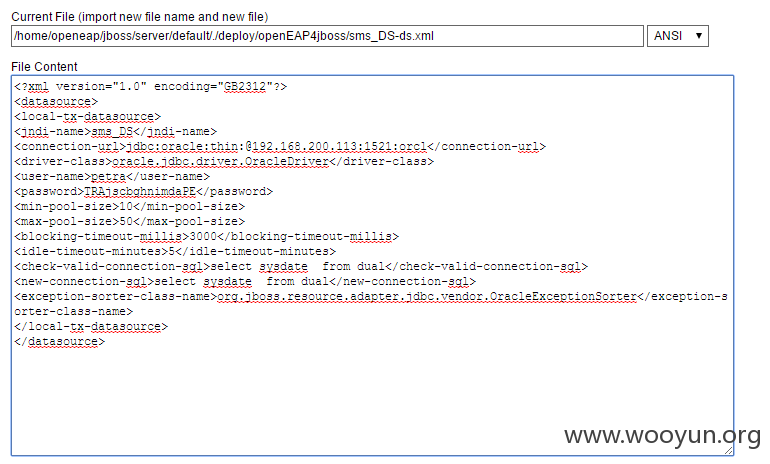 Current File (import new file name and new file)
/home/openeap/jboss/server/default/./deploy/openEAP4jboss/sms_DS-ds.xml ANSI
File Content
<?xml version="1.0" encoding="GB2312"?>
<datasource>
<local-tx-datasource>
<jndi-name>sms_DS</jndi-name>
<connection-url>jdbc:oracle:thin:@192.168.200.113:1521:orcl</connection-url>
<driver-class>oracle.jdbc.driver.OracleDriver</driver-class>
<user-name>petra</user-name>
<password>TRAjscbghnimdaPE</password>
<min-pool-size>10</min-pool-size>
<max-pool-size>50</max-pool-size>
<blocking-timeout-millis>3000</blocking-timeout-millis>
<idle-timeout-minutes>5</idle-timeout-minutes>
<check-valid-connection-sql>select sysdate  from dual</check-valid-connection-sql>
<new-connection-sql>select sysdate  from dual</new-connection-sql>
<exception-sorter-class-name>org.jboss.resource.adapter.jdbc.vendor.OracleExceptionSorter</exception-s
orter-class-name>
</local-tx-datasource>
</datasource>
www.wooyun.org